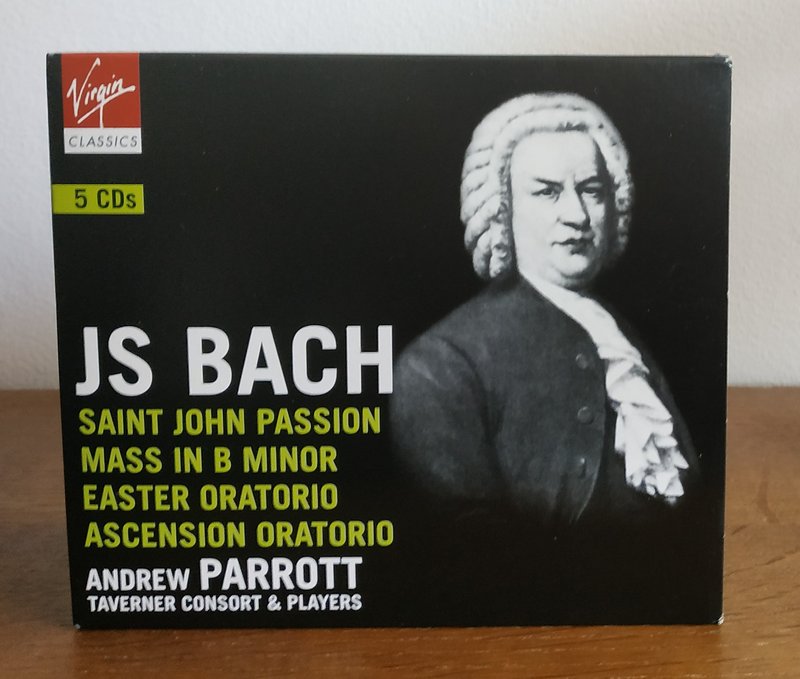 Virgin
CLASSICS
5 CDs
JS BACH
SAINT JOHN PASSION
MASS IN B MINOR
EASTER ORATORIO
ASCENSION ORATORIO
ANDREW PARROTT
TAVERNER CONSORT & PLAYERS